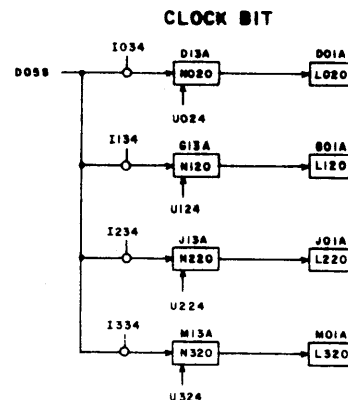 CLOCK BIT
I034 D13A D01A
D05B N020 L020
U024
I134 G13A G01A
N120 L120
U124
I234 J13A J01A
N220 L220
U224
I334 M13A M01A
N320 L320
U324